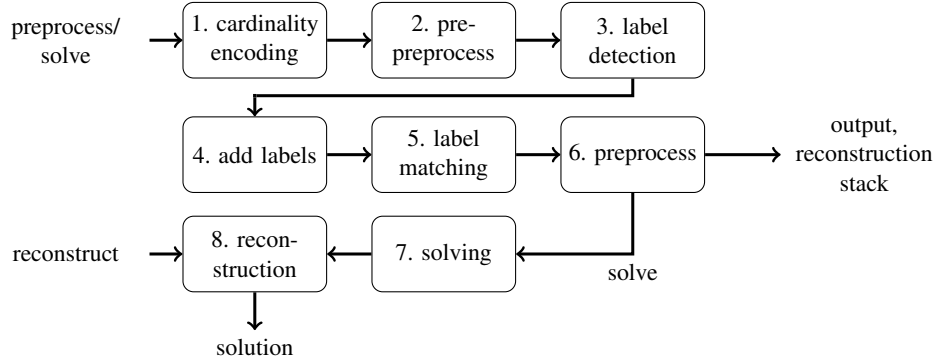 preprocess/
solve
1. cardinality
encoding
2. pre-
preprocess
3. label
detection
4. add labels
5. label
matching
6. preprocess
output,
reconstruction
stack
reconstruct
8. recon-
struction
7. solving
solve
solution